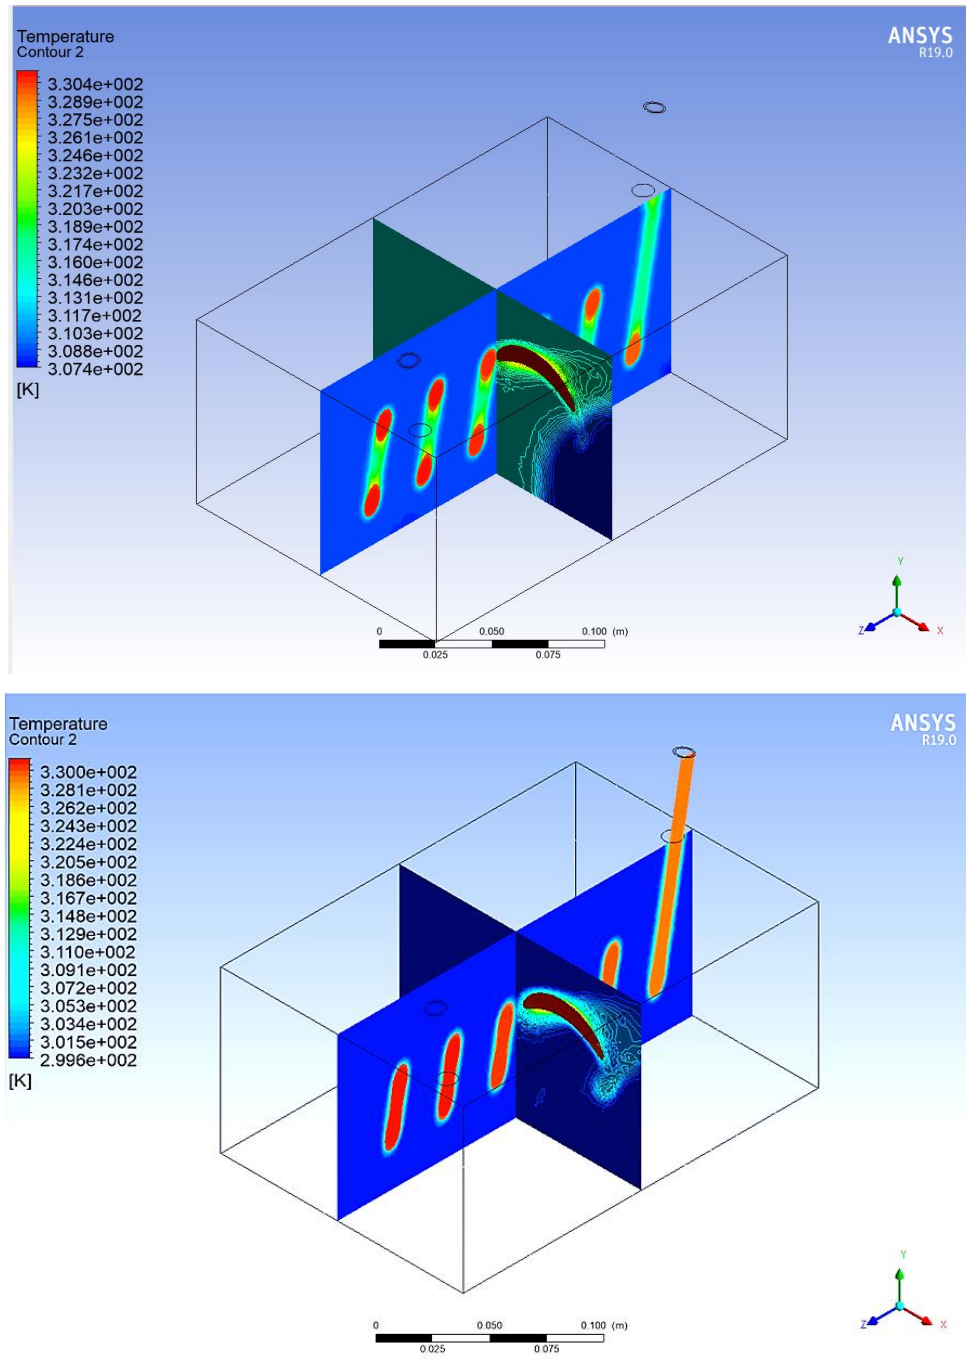 Temperature
Contour 2
ANSYS
R19.0
3.304e+002
3.289e+002
3.275e+002
3.261e+002
3.246e+002
3.232e+002
3.217e+002
3.203e+002
3.189e+002
3.174e+002
3.160e+002
3.146e+002
3.131e+002
3.117e+002
3.103e+002
3.088e+002
3.074e+002
[K]
Y
Z
X
0
0.050
0.100
(m)
0.025
0.075
Temperature
Contour 2
ANSYS
R19.0
3.300e+002
3.281e+002
3.262e+002
3.243e+002
3.224e+002
3.205e+002
3.186e+002
3.167e+002
3.148e+002
3.129e+002
3.110e+002
3.091e+002
3.072e+002
3.053e+002
3.034e+002
3.015e+002
2.996e+002
[K]
Y
Z
X
0
0.050
0.100
(m)
0.025
0.075